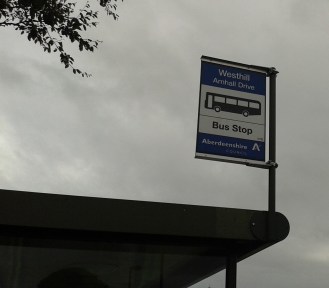 Westhill
Arnhall Drive
Bus Stop
Aberdeenshire